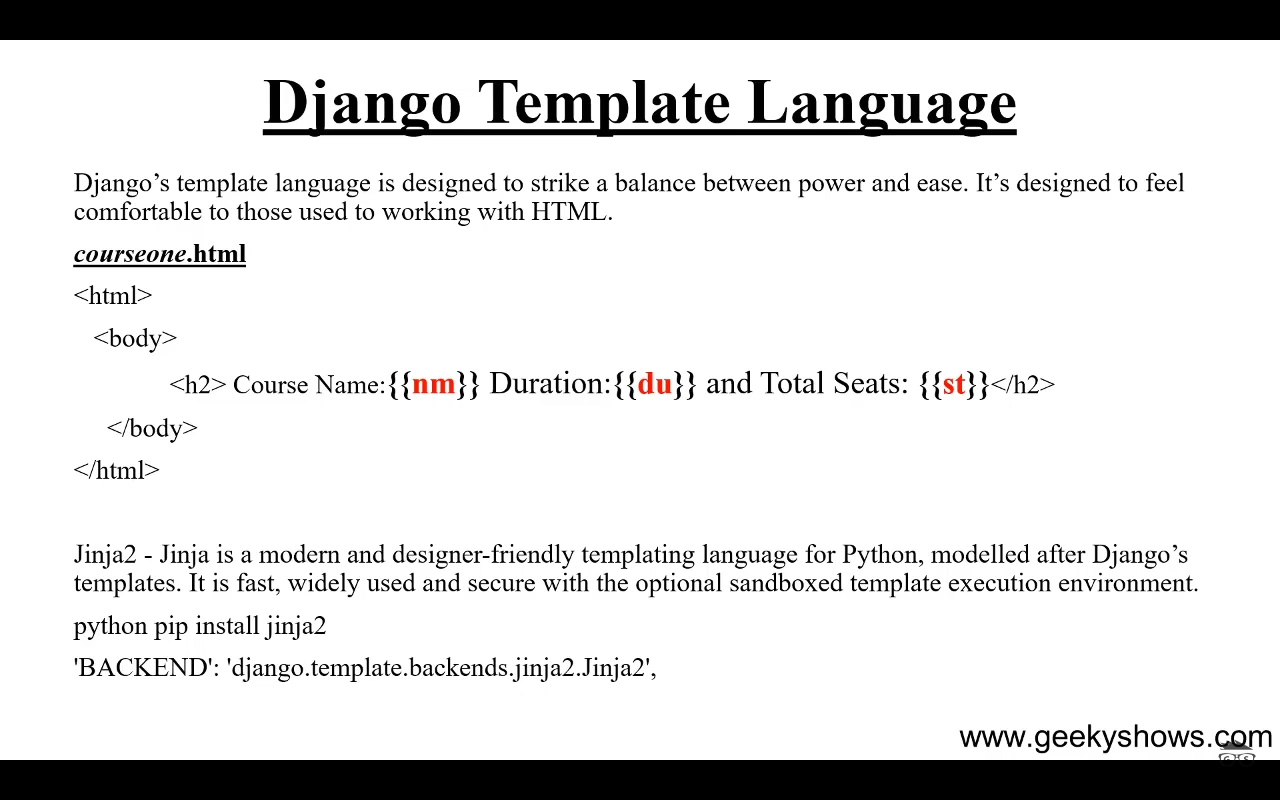 Django Template Language
Django’s template language is designed to strike a balance between power and ease. It’s designed to feel
comfortable to those used to working with HTML.
courseone.html
<html>
<body>
<h2> Course Name:{{nm}} Duration:{{du}} and Total Seats: {{st}}</h2>
</body>
</html>
Jinja2 - Jinja is a modern and designer-friendly templating language for Python, modelled after Django’s
templates. It is fast, widely used and secure with the optional sandboxed template execution environment.
python pip install jinja2
'BACKEND': 'django.template.backends.jinja2.Jinja2',
www.geekyshows.com